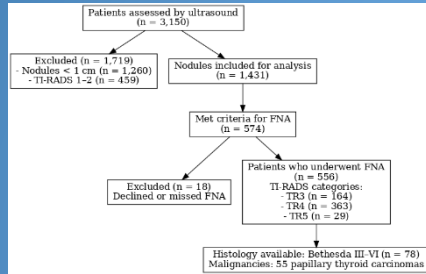 Patients assessed by ultrasound
(n = 3,150)
Excluded (n = 1,719)
- Nodules < 1 cm (n = 1,260)
- TI-RADS 1–2 (n = 459)
Nodules included for analysis
(n = 1,431)
Met criteria for FNA
(n = 574)
Excluded (n = 18)
Declined or missed FNA
Patients who underwent FNA
(n = 556)
TI-RADS categories:
- TR3 (n = 164)
- TR4 (n = 363)
- TR5 (n = 29)
Histology available: Bethesda III–VI (n = 78)
Malignancies: 55 papillary thyroid carcinomas